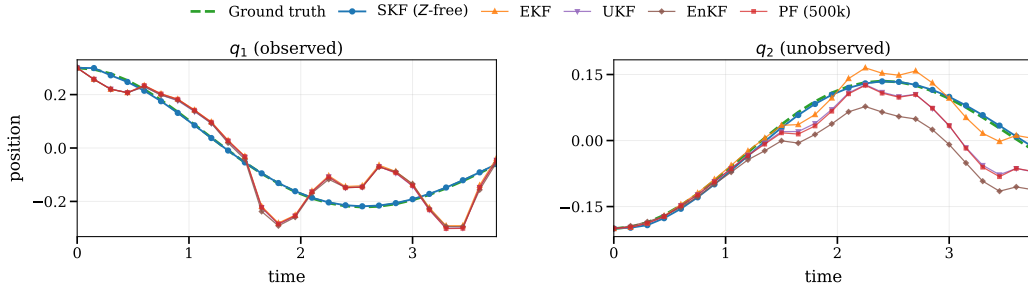 Ground truth SKF (Z-free) EKF UKF EnKF PF (500k)
q₁ (observed)
q₂ (unobserved)
position
0.2
0.0
−0.2
0 1 2 3
time
0.15
0.00
−0.15
0 1 2 3
time